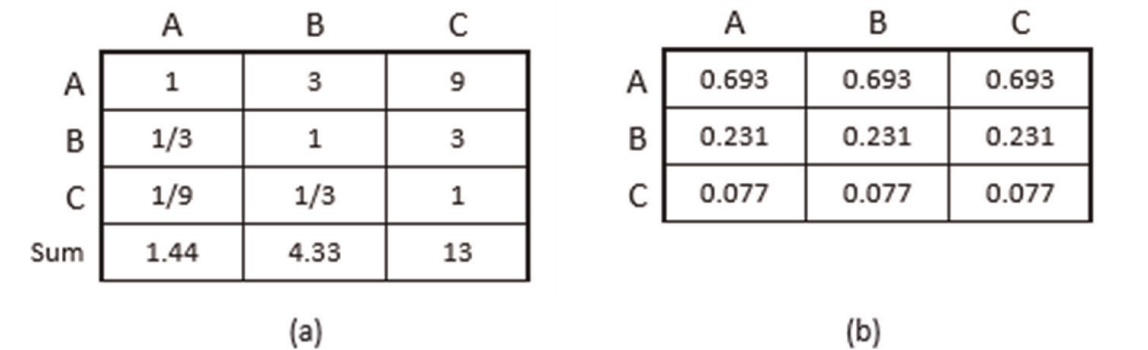 A B C
A 1 3 9
B 1/3 1 3
C 1/9 1/3 1
Sum 1.44 4.33 13
(a)
A B C
A 0.693 0.693 0.693
B 0.231 0.231 0.231
C 0.077 0.077 0.077
(b)